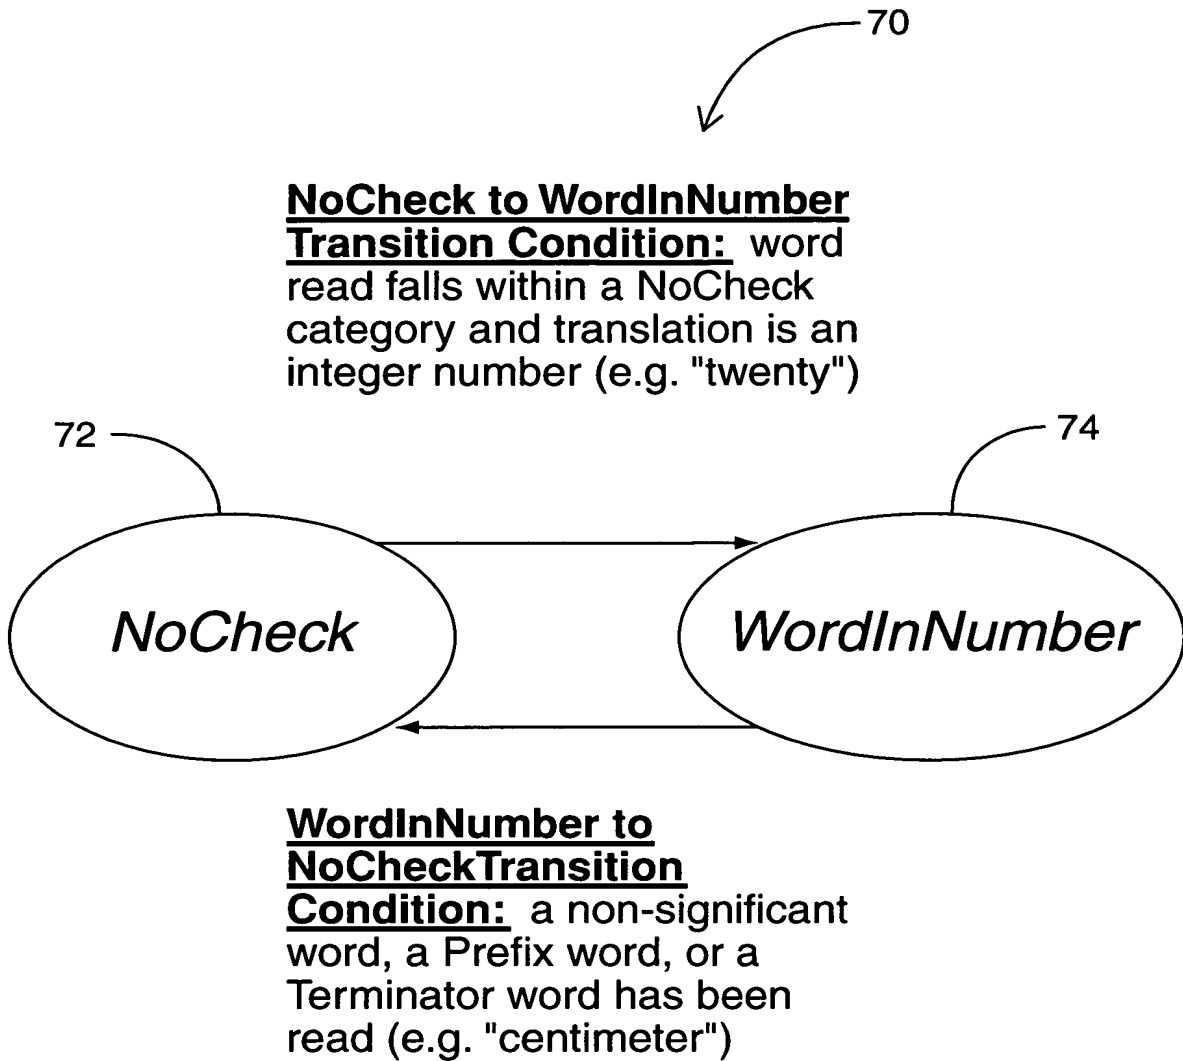 70
NoCheck to WordInNumber
Transition Condition: word
read falls within a NoCheck
category and translation is an
integer number (e.g. "twenty")
72
74
NoCheck
WordInNumber
WordInNumber to
NoCheckTransition
Condition: a non-significant
word, a Prefix word, or a
Terminator word has been
read (e.g. "centimeter")